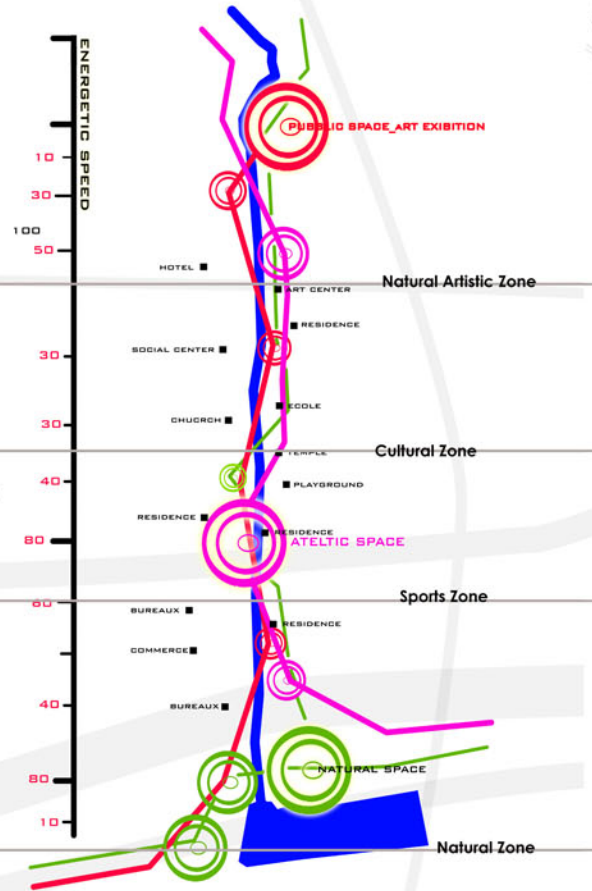 ENERGETIC SPEED
PUBBLIC SPACE_ART EXIBITION
10
30
100
50
HOTEL
Natural Artistic Zone
ART CENTER
RESIDENCE
SOCIAL CENTER
30
ECOLE
CHUCRCH
30
Cultural Zone
TEMPLE
40
PLAYGROUND
RESIDENCE
RESIDENCE
80
ATELTIC SPACE
Sports Zone
60
BUREAUX
RESIDENCE
COMMERCE
BUREAUX
40
NATURAL SPACE
80
10
Natural Zone